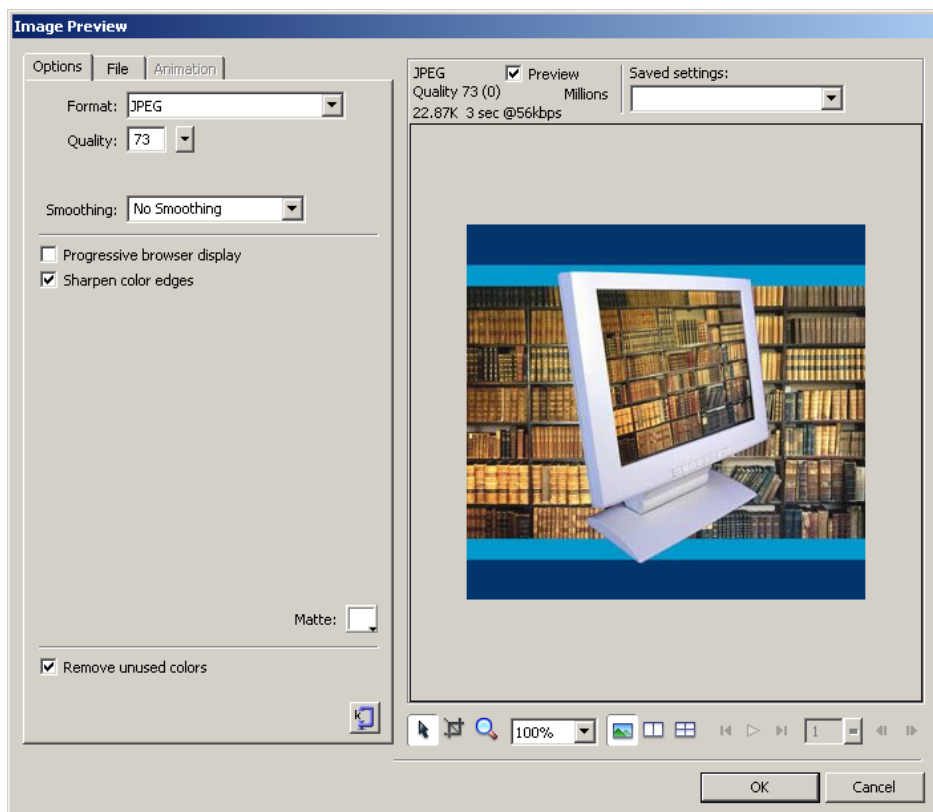 Image Preview
Options File Animation
Format: JPEG
Quality: 73
Smoothing: No Smoothing
Progressive browser display
Sharpen color edges
Matte:
Remove unused colors
JPEG Preview
Quality 73 (0) Millions
22.87K 3 sec @56kbps
Saved settings:
100%
1
OK Cancel